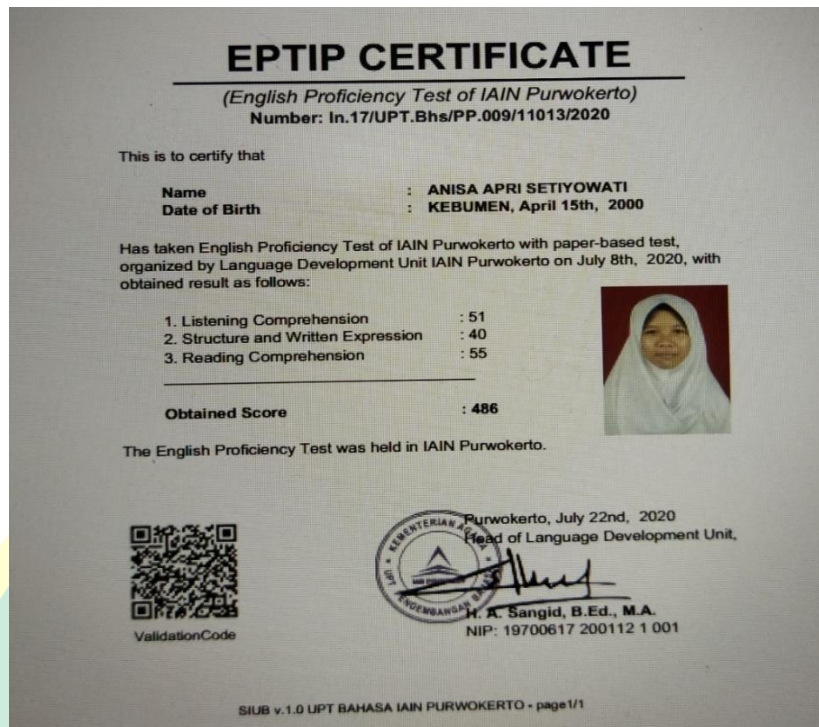 EPTIP CERTIFICATE
(English Proficiency Test of IAIN Purwokerto)
Number: In.17/UPT.Bhs/PP.009/11013/2020
This is to certify that
Name : ANISA APRI SETIYOWATI
Date of Birth : KEBUMEN, April 15th, 2000
Has taken English Proficiency Test of IAIN Purwokerto with paper-based test,
organized by Language Development Unit IAIN Purwokerto on July 8th, 2020, with
obtained result as follows:
1. Listening Comprehension : 51
2. Structure and Written Expression : 40
3. Reading Comprehension : 55
Obtained Score : 486
The English Proficiency Test was held in IAIN Purwokerto.
Purwokerto, July 22nd, 2020
Head of Language Development Unit,
KEMENTERIAN AGAMA
H. A. Sangid, B.Ed., M.A.
NIP: 19700617 200112 1 001
ValidationCode
SIUB v.1.0 UPT BAHASA IAIN PURWOKERTO - page1/1